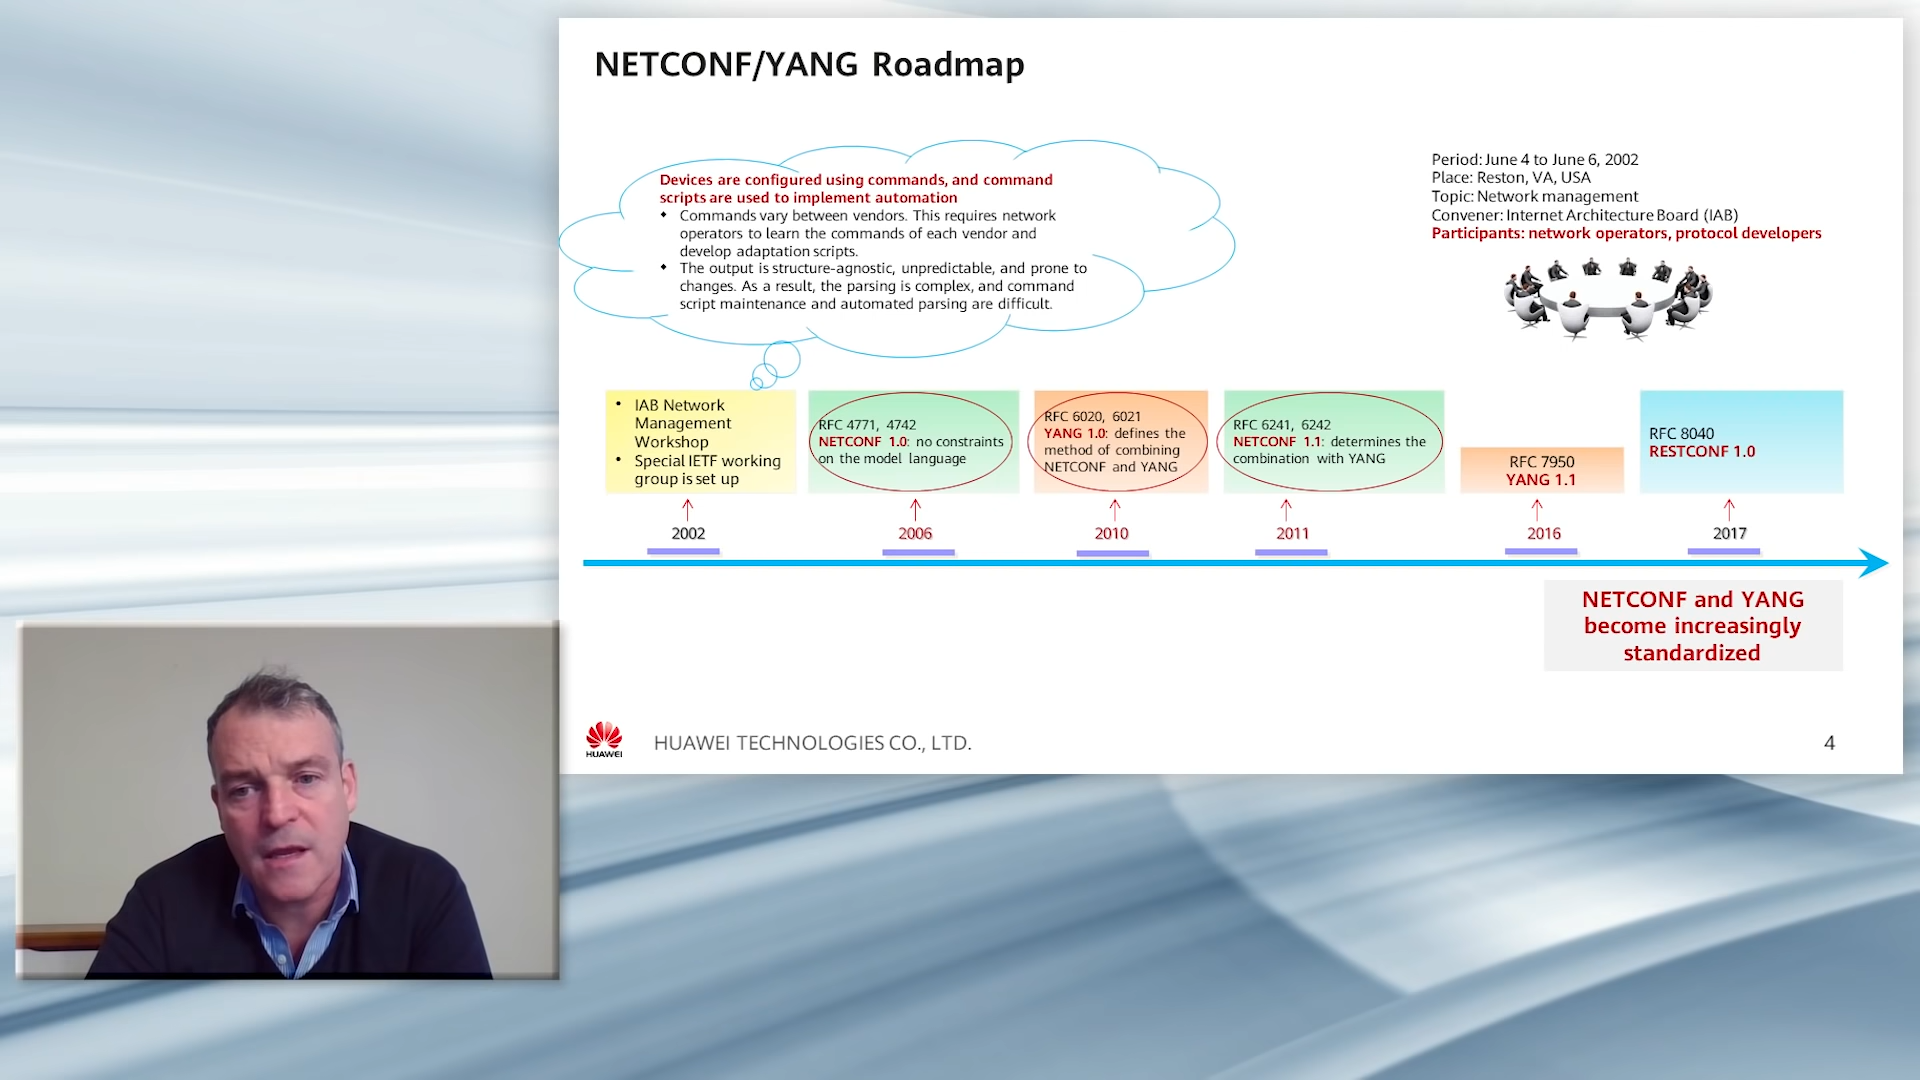 NETCONF/YANG Roadmap
Devices are configured using commands, and command
scripts are used to implement automation
Commands vary between vendors. This requires network
operators to learn the commands of each vendor and
develop adaptation scripts.
The output is structure-agnostic, unpredictable, and prone to
changes. As a result, the parsing is complex, and command
script maintenance and automated parsing are difficult.
Period: June 4 to June 6, 2002
Place: Reston, VA, USA
Topic: Network management
Convener: Internet Architecture Board (IAB)
Participants: network operators, protocol developers
• IAB Network
Management
Workshop
• Special IETF working
group is set up
RFC 4771, 4742
NETCONF 1.0: no constraints
on the model language
RFC 6020, 6021
YANG 1.0: defines the
method of combining
NETCONF and YANG
RFC 6241, 6242
NETCONF 1.1: determines the
combination with YANG
RFC 7950
YANG 1.1
RFC 8040
RESTCONF 1.0
2002
2006
2010
2011
2016
2017
NETCONF and YANG
become increasingly
standardized
HUAWEI
HUAWEI TECHNOLOGIES CO., LTD.
4